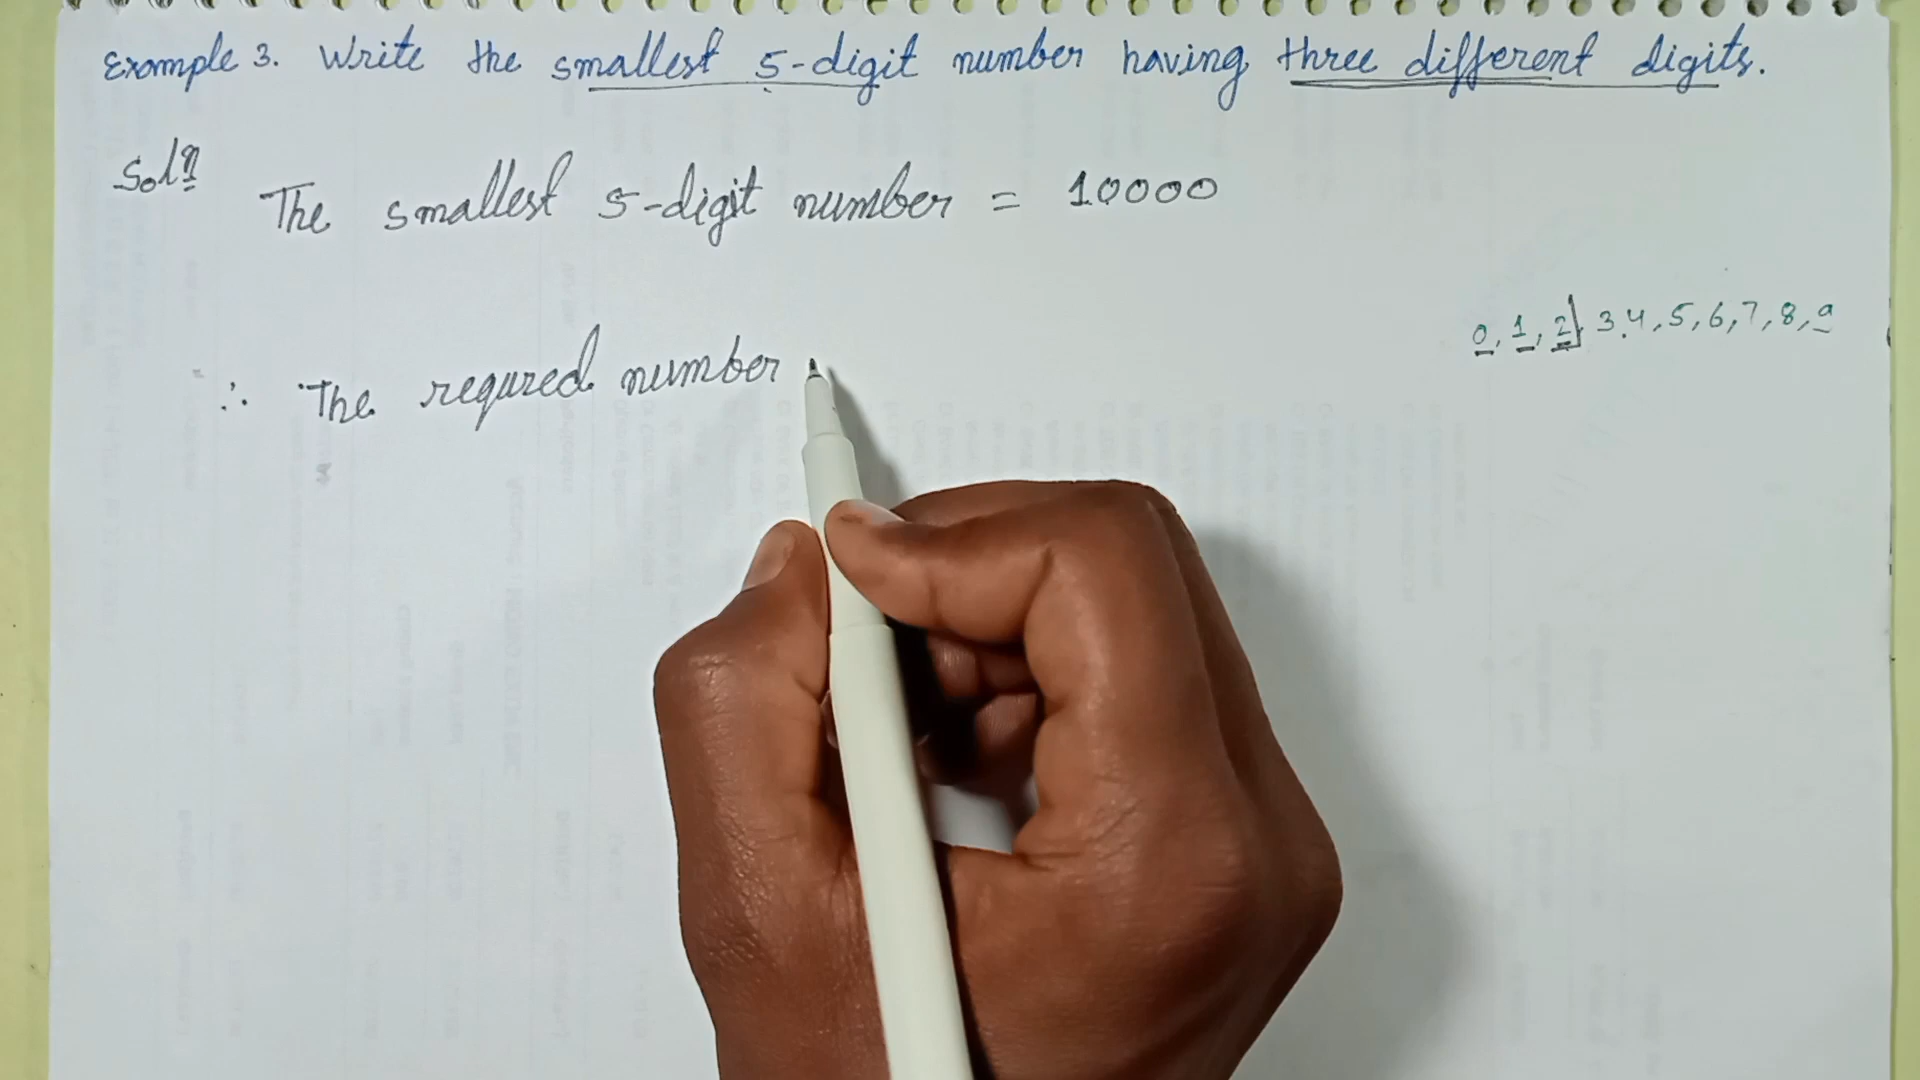 Example 3. Write the smallest 5-digit number having three different digits.
Solⁿ
The smallest 5-digit number = 10000
0, 1, 2, 3, 4, 5, 6, 7, 8, 9
∴ The requred number